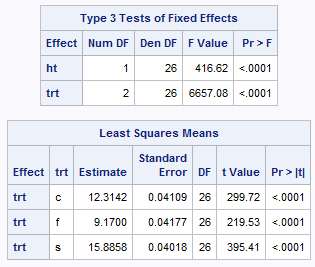 Type 3 Tests of Fixed Effects
Effect Num DF Den DF F Value Pr > F
ht 1 26 416.62 <.0001
trt 2 26 6657.08 <.0001
Least Squares Means
Effect trt Estimate Standard Error DF t Value Pr > |t|
trt c 12.3142 0.04109 26 299.72 <.0001
trt f 9.1700 0.04177 26 219.53 <.0001
trt s 15.8858 0.04018 26 395.41 <.0001